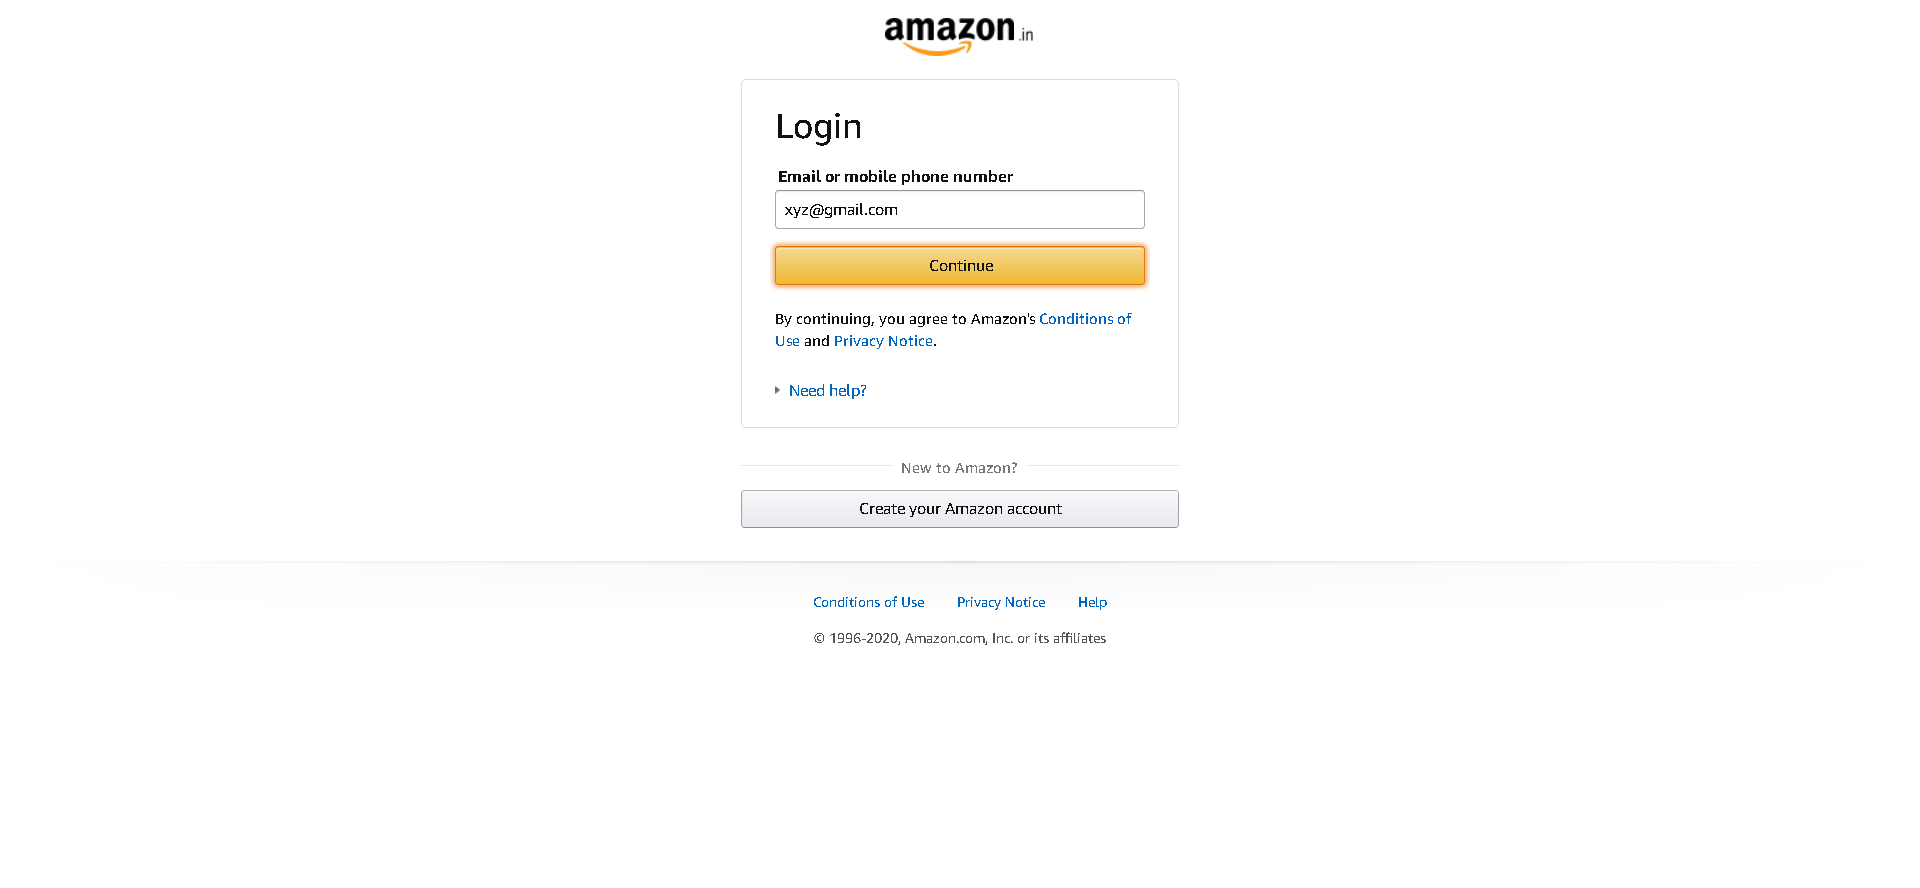 amazon.in
Login
Email or mobile phone number
xyz@gmail.com
Continue
By continuing, you agree to Amazon's Conditions of
Use and Privacy Notice.
Need help?
New to Amazon?
Create your Amazon account
Conditions of Use Privacy Notice Help
© 1996-2020, Amazon.com, Inc. or its affiliates